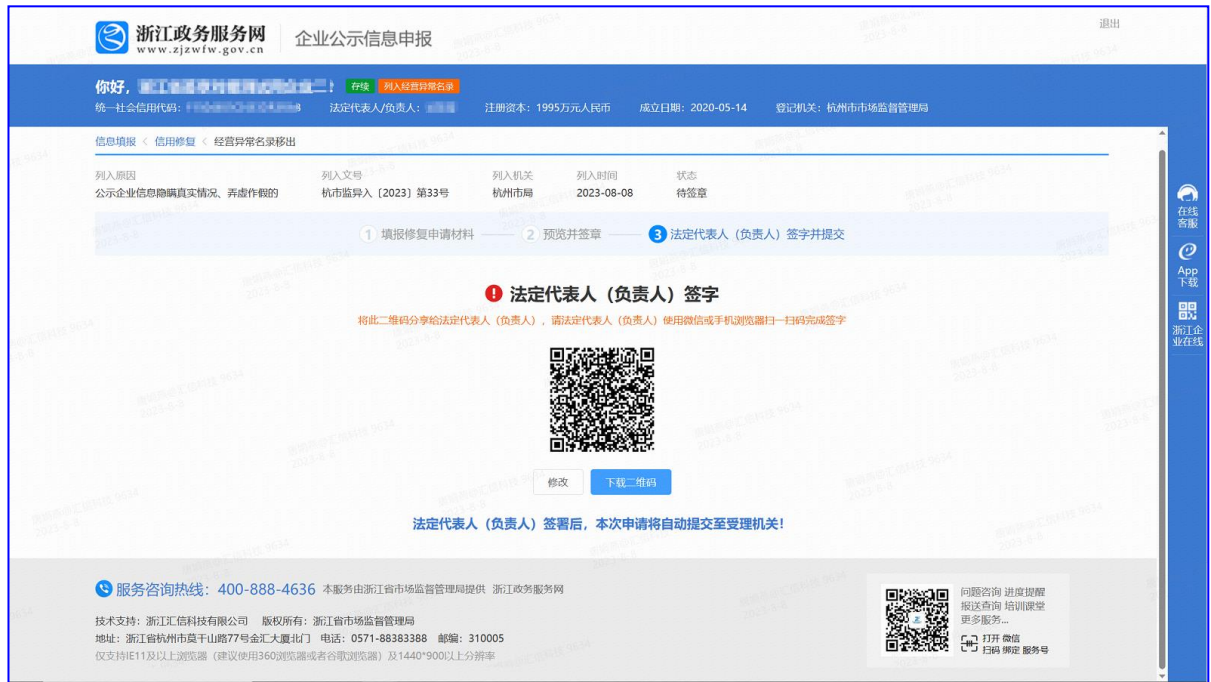 浙江政务服务网
www.zjzwfw.gov.cn
企业公示信息申报
退出
你好, ! 存续 列入经营异常名录
统一社会信用代码: 8 法定代表人/负责人: 注册资本: 1995万元人民币 成立日期: 2020-05-14 登记机关: 杭州市市场监督管理局
信息填报 < 信用修复 < 经营异常名录移出
列入原因 列入文号 列入机关 列入时间 状态
公示企业信息隐瞒真实情况、弄虚作假的 杭市监异入 [2023] 第33号 杭州市局 2023-08-08 待签章
1 填报修复申请材料 2 预览并签章 3 法定代表人（负责人）签字并提交
法定代表人（负责人）签字
将此二维码分享给法定代表人（负责人）, 请法定代表人（负责人）使用微信或手机浏览器扫一扫码完成签字
修改 下载二维码
法定代表人（负责人）签署后, 本次申请将自动提交至受理机关!
在线
客服
App
下载
浙江企
业在线
服务咨询热线: 400-888-4636 本服务由浙江省市场监督管理局提供 浙江政务服务网
技术支持: 浙江汇信科技有限公司 版权所有: 浙江省市场监督管理局
地址: 浙江省杭州市莫干山路77号金汇大厦北门 电话: 0571-88383388 邮编: 310005
仅支持IE11及以上浏览器（建议使用360浏览器或者谷歌浏览器）及1440*900以上分辨率
问题咨询 进度提醒
报送查询 培训课堂
更多服务...
打开 微信
扫码 绑定 服务号